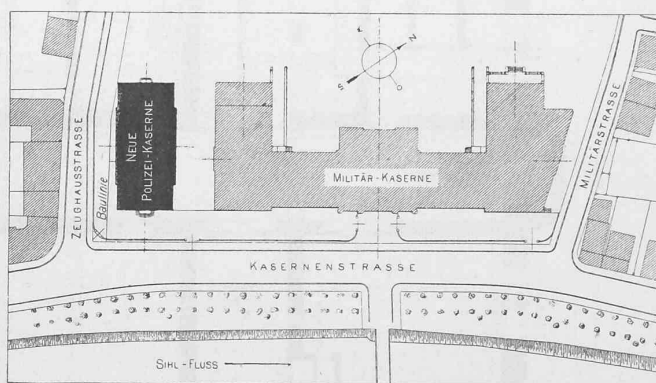 ZEUGHAUSSTRASSE
Baulinie
NEUE
POLIZEI-KASERNE
S
N
O
MILITÄR-KASERNE
MILITÄRSTRASSE
KASERNENSTRASSE
SIHL-FLUSS